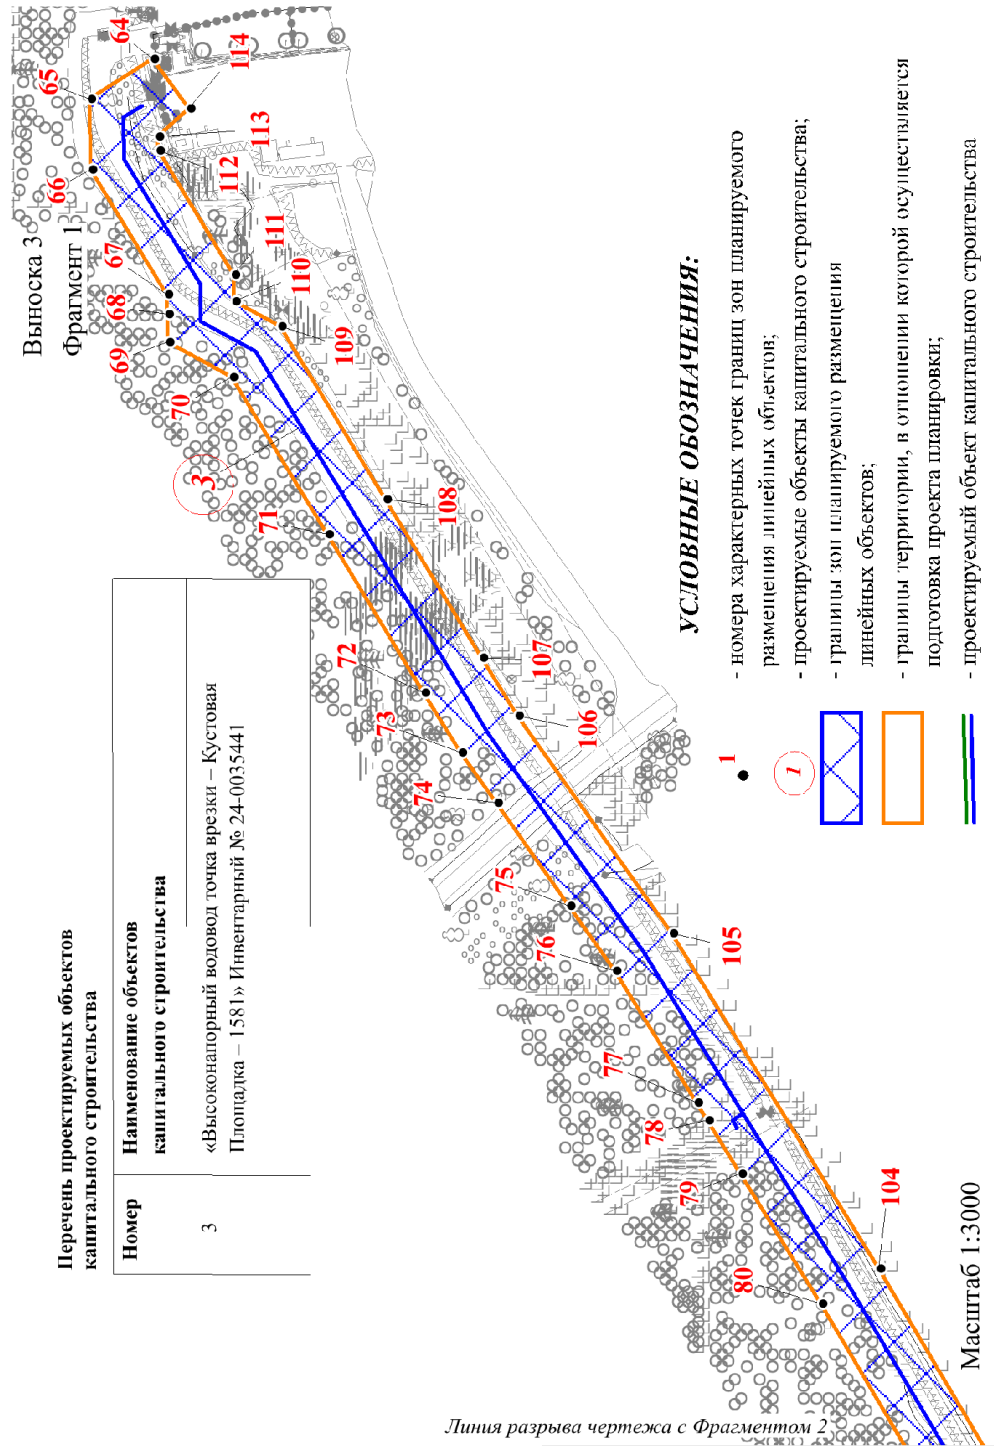 Выноска 3
Фрагмент 1
64
65
66
67
68
69
70
71
72
73
74
75
76
77
78
79
80
114
113
112
111
110
109
108
107
106
105
104
3
Перечень проектируемых объектов
капитального строительства
Номер
Наименование объектов
капитального строительства
3
«Высоконапорный водовод точка врезки – Кустовая
Площадка – 1581» Инвентарный № 24-0035441
УСЛОВНЫЕ ОБОЗНАЧЕНИЯ:
1
- номера характерных точек границ зон планируемого
размещения линейных объектов;
1
- проектируемые объекты капитального строительства;
- границы зон планируемого размещения
линейных объектов;
- границы территории, в отношении которой осуществляется
подготовка проекта планировки;
- проектируемый объект капитального строительства
Масштаб 1:3000
Линия разрыва чертежа с Фрагментом 2